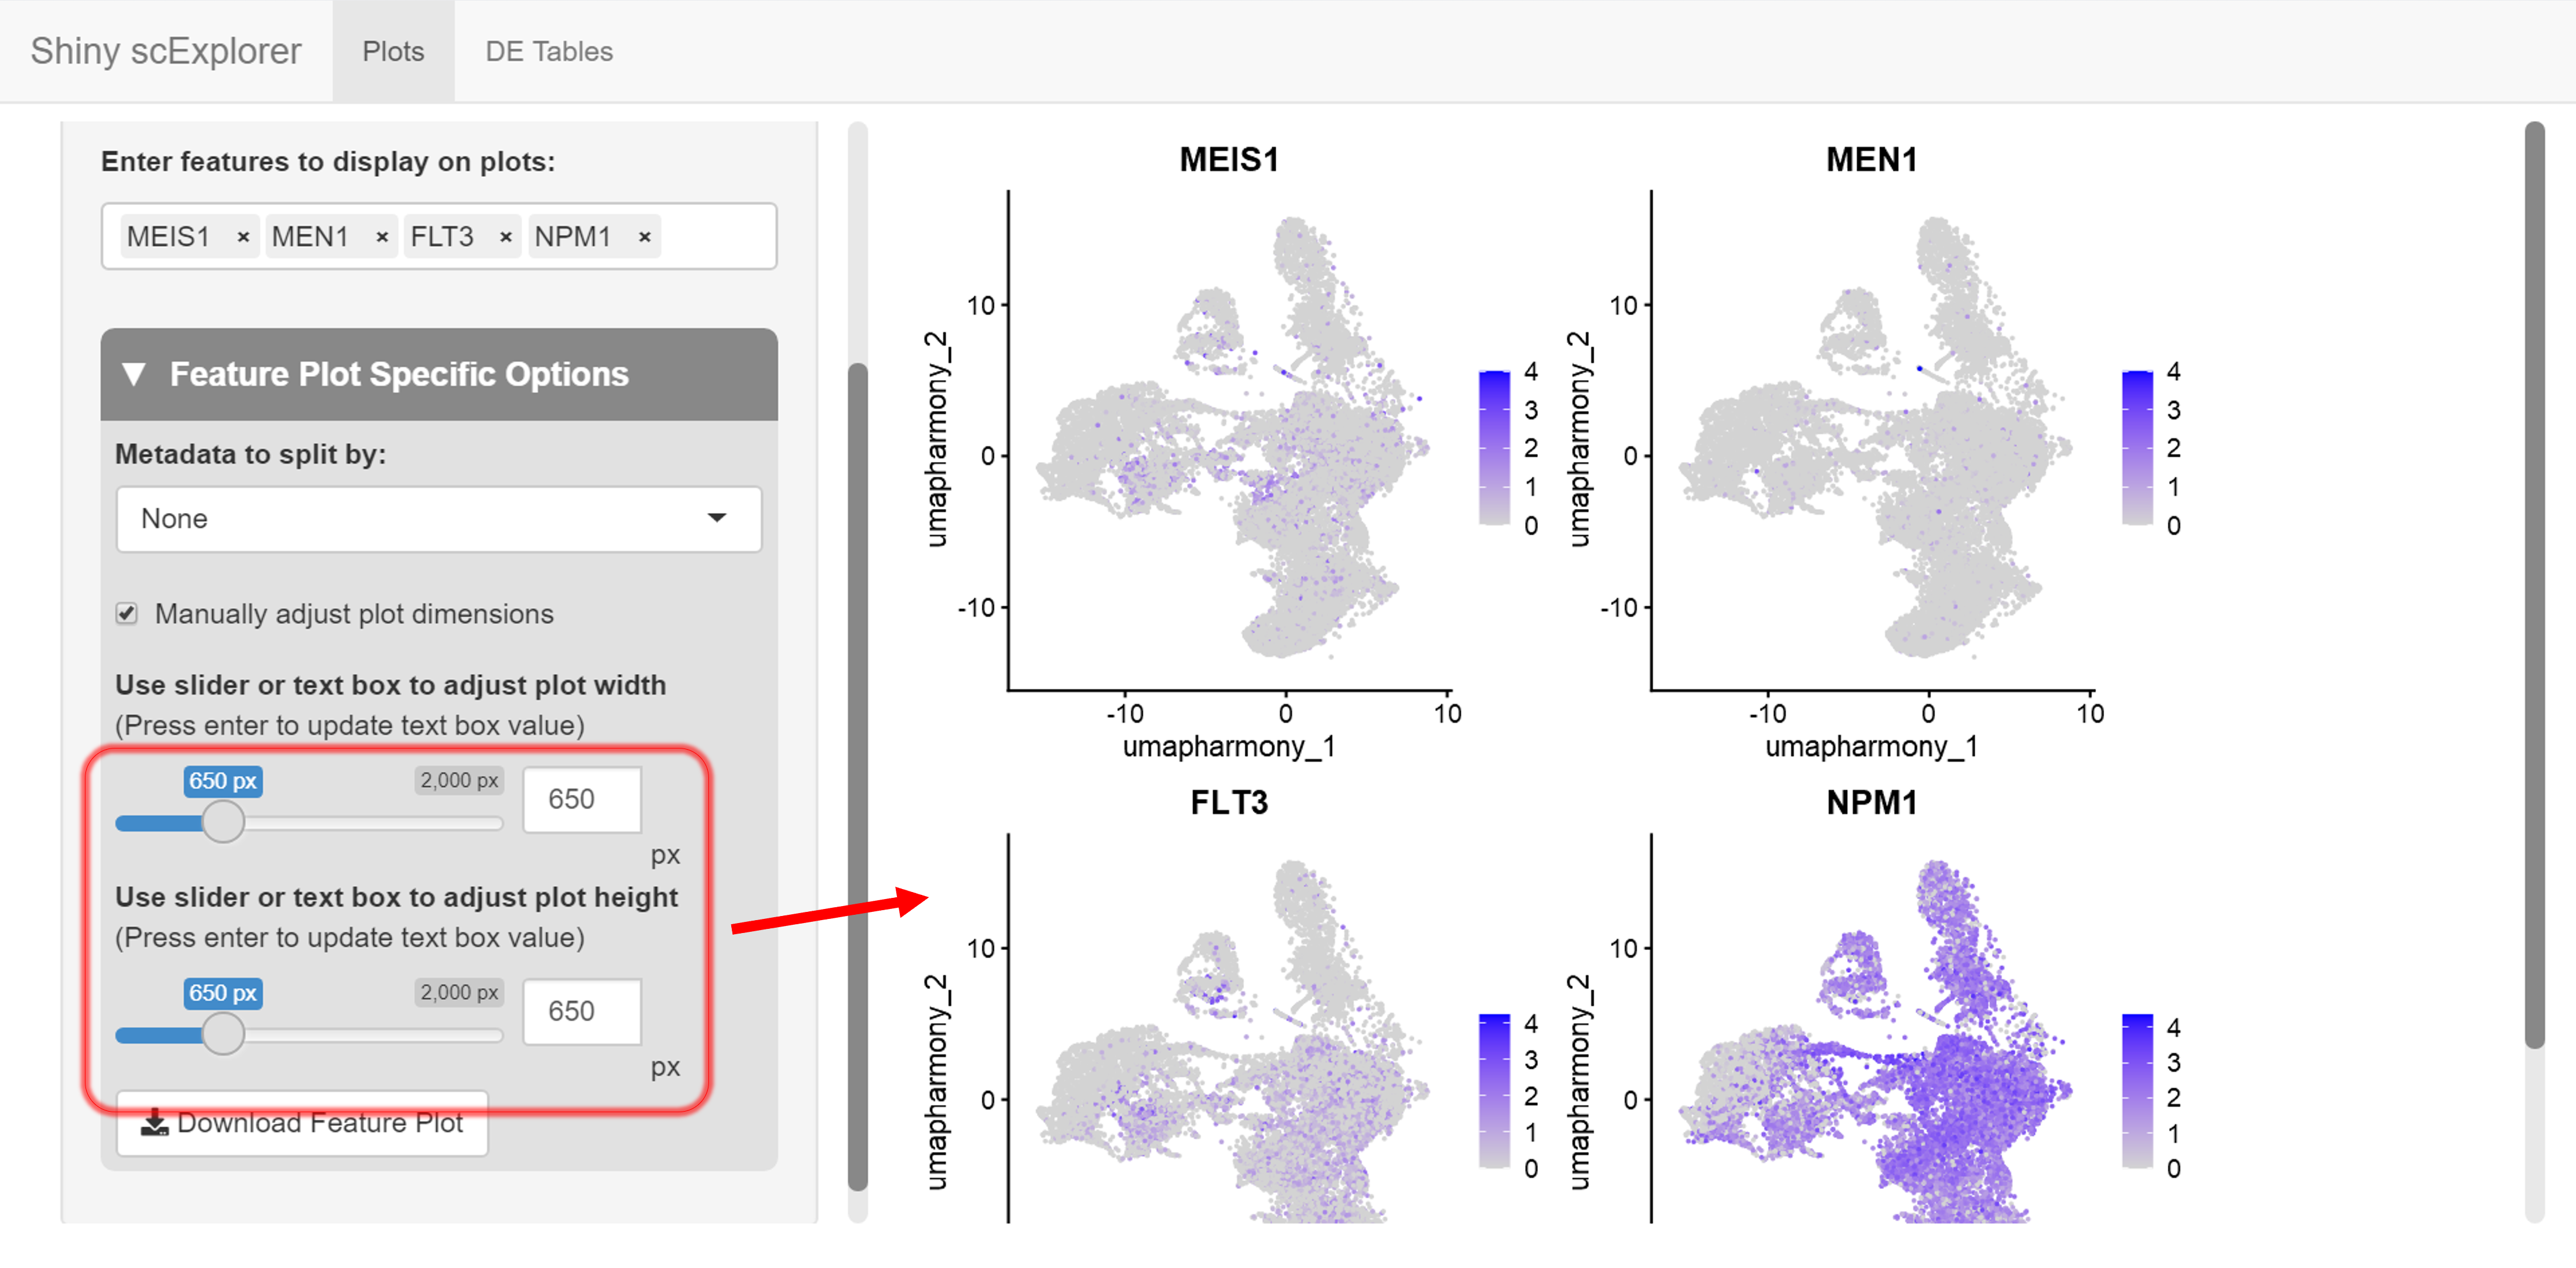 Shiny scExplorer Plots DE Tables
Enter features to display on plots:
MEIS1 × MEN1 × FLT3 × NPM1 ×
▼ Feature Plot Specific Options
Metadata to split by:
None
Manually adjust plot dimensions
Use slider or text box to adjust plot width
(Press enter to update text box value)
650 px 2,000 px 650
px
Use slider or text box to adjust plot height
(Press enter to update text box value)
650 px 2,000 px 650
px
Download Feature Plot
MEIS1
umapharmony_2
10
0
-10
-10 0 10
umapharmony_1
4
3
2
1
0
MEN1
umapharmony_2
10
0
-10
-10 0 10
umapharmony_1
4
3
2
1
0
FLT3
umapharmony_2
10
0
4
3
2
1
0
NPM1
umapharmony_2
10
0
4
3
2
1
0